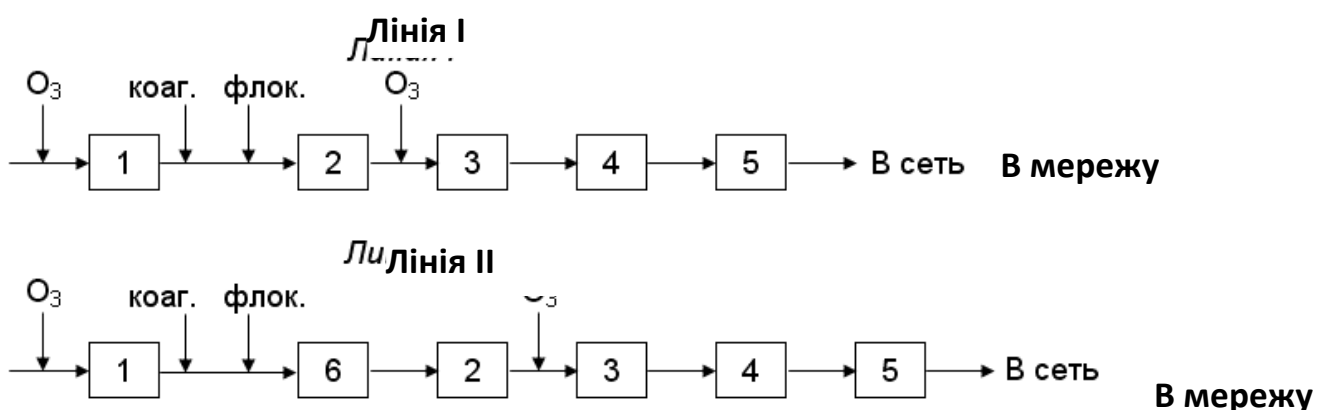 Лінія I
O₃ коаг. флок. O₃
1 2 3 4 5 В сеть В мережу
Лінія II
O₃ коаг. флок.
1 6 2 3 4 5 В сеть
В мережу